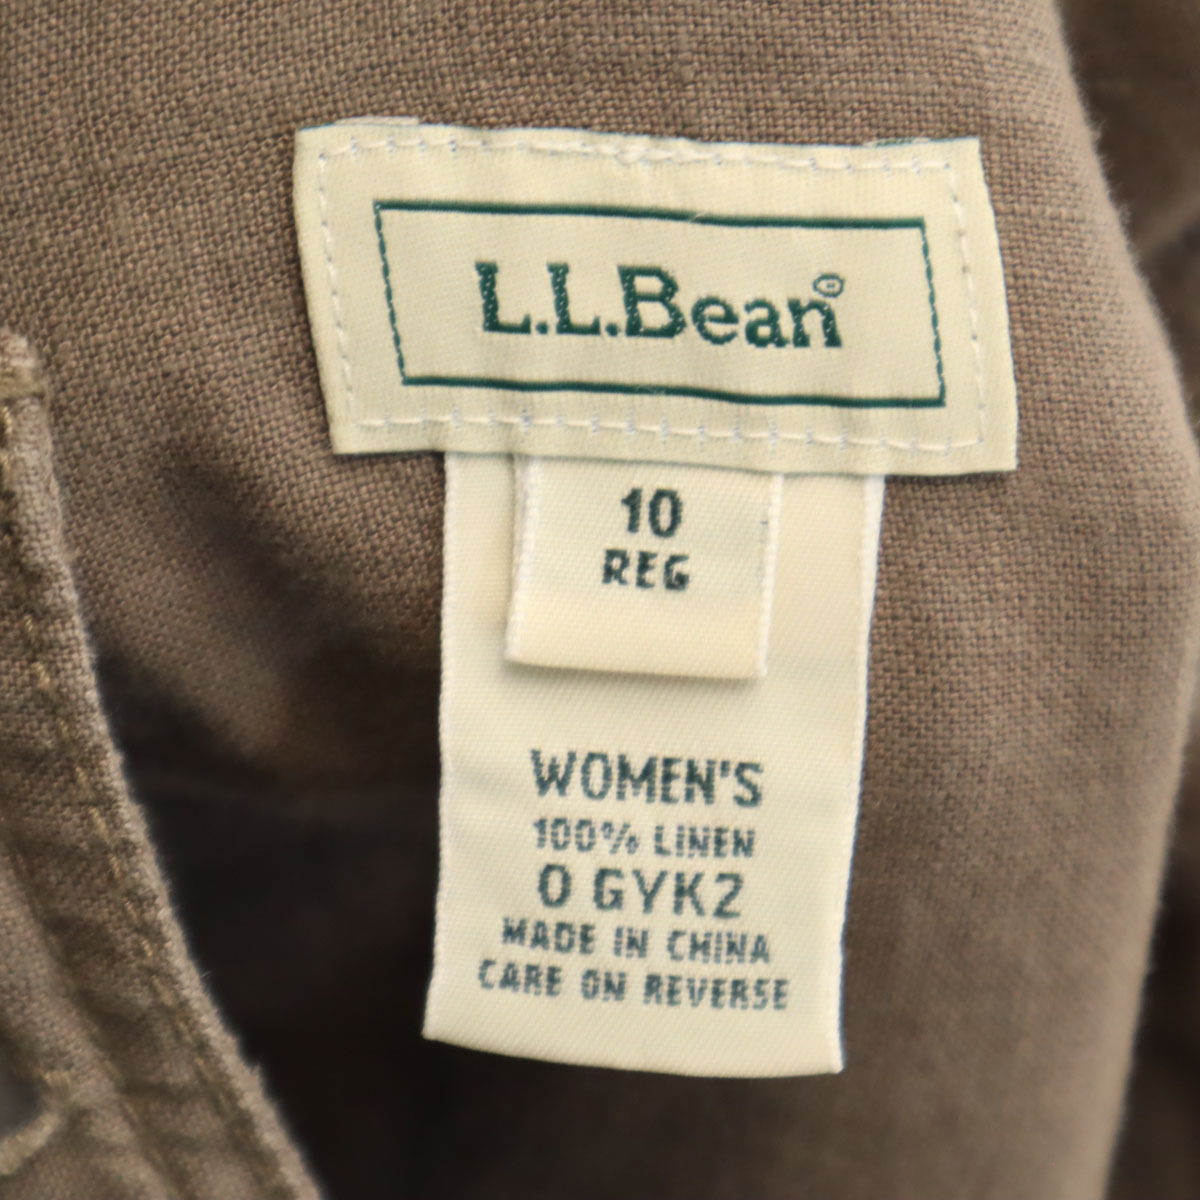 L.L.Bean®
10
REG
WOMEN'S
100% LINEN
0 GYK2
MADE IN CHINA
CARE ON REVERSE